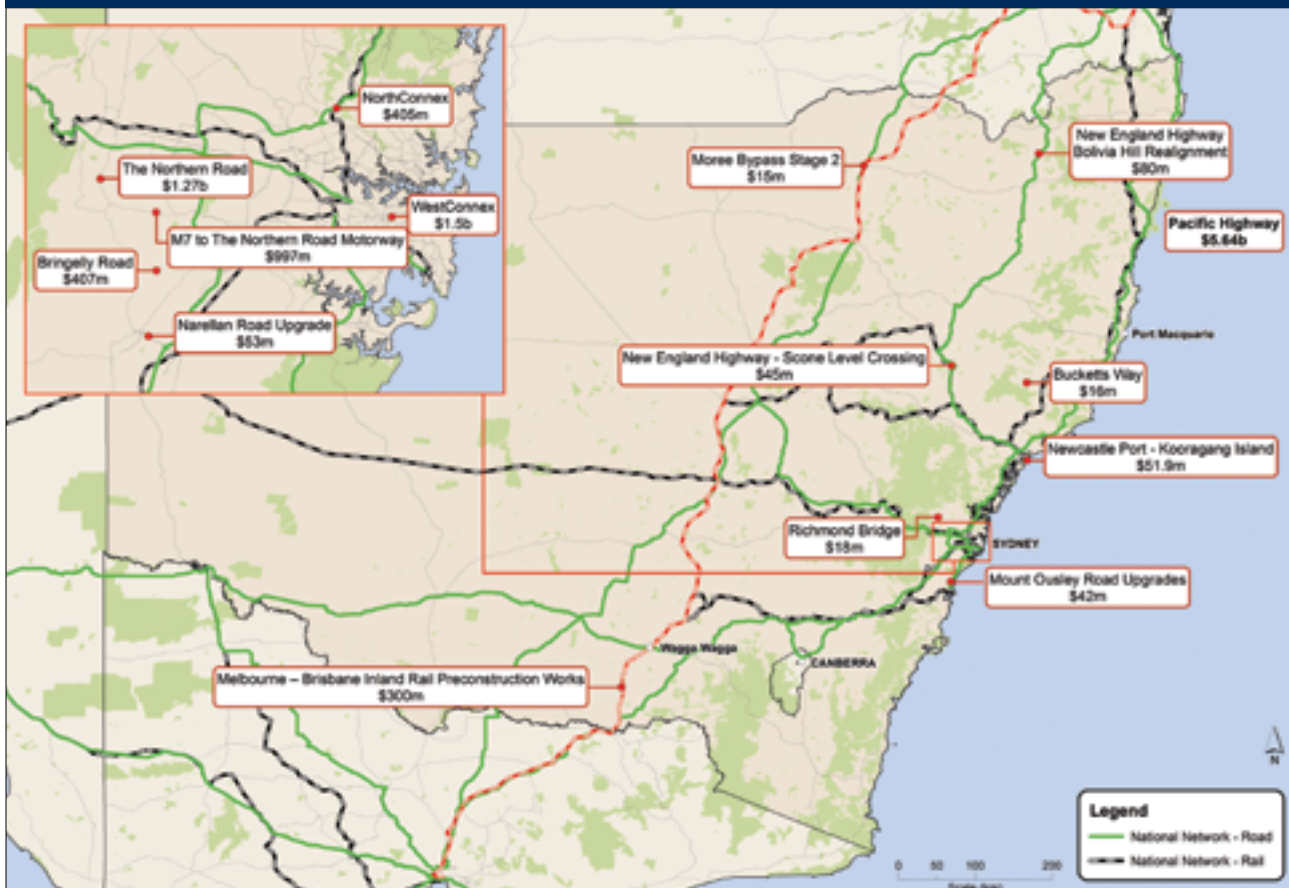 NorthConnex
$405m
The Northern Road
$1.27b
WestConnex
$1.5b
M7 to The Northern Road Motorway
$997m
Bringelly Road
$407m
Narellan Road Upgrade
$53m
Moree Bypass Stage 2
$15m
New England Highway
Bolivia Hill Realignment
$80m
Pacific Highway
$5.64b
Port Macquarie
New England Highway - Scone Level Crossing
$45m
Bucketts Way
$16m
Newcastle Port - Kooragang Island
$51.9m
Richmond Bridge
$18m
SYDNEY
Mount Ousley Road Upgrades
$42m
Wagga Wagga
CANBERRA
Melbourne – Brisbane Inland Rail Preconstruction Works
$300m
N
Legend
National Network - Road
National Network - Rail
0 50 100 200
Scale (km)